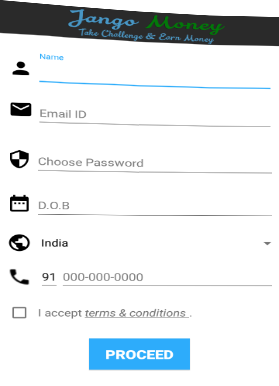 Jango Money
Take Challenge & Earn Money
Name
Email ID
Choose Password
D.O.B
India
91 000-000-0000
I accept terms & conditions .
PROCEED